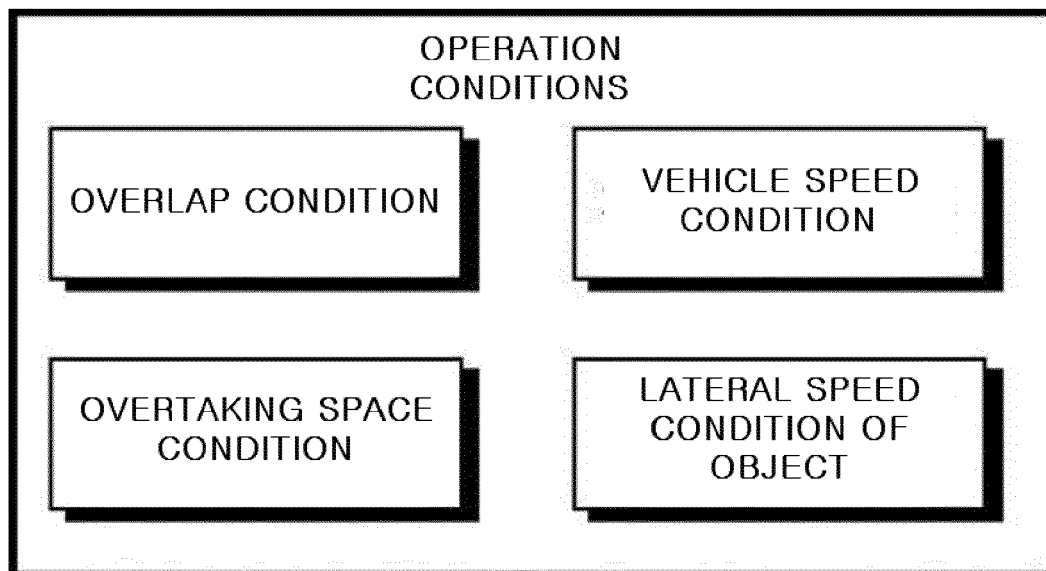 OPERATION
CONDITIONS
OVERLAP CONDITION
VEHICLE SPEED
CONDITION
OVERTAKING SPACE
CONDITION
LATERAL SPEED
CONDITION OF
OBJECT